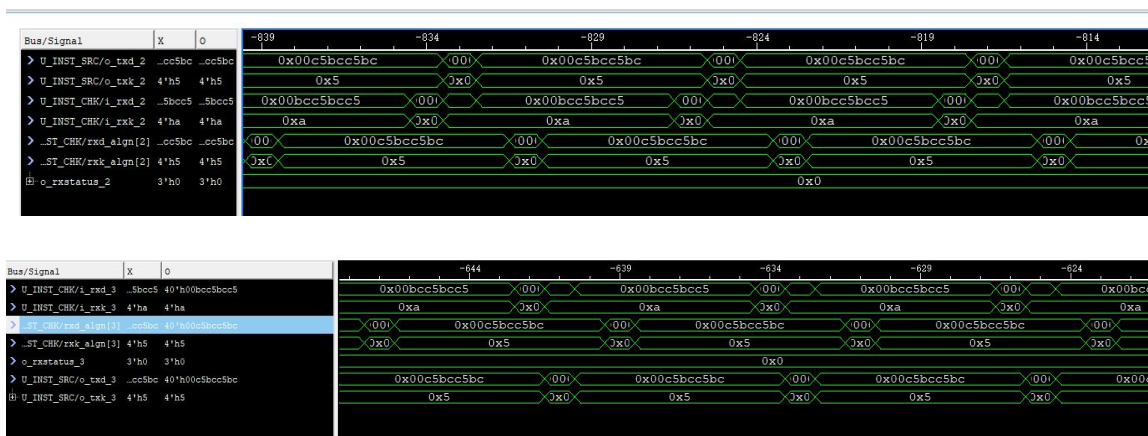 Bus/Signal X O -839 -834 -829 -824 -819 -814
U_INST_SRC/o_txd_2 …cc5bc …cc5bc 0x00c5bcc5bc 0x00c5bcc5bc 0x00c5bcc5bc 0x00c5bcc5
U_INST_SRC/o_txk_2 4'h5 4'h5 0x5 0x5 0x5 0x5
U_INST_CHK/i_rxd_2 …5bcc5 …5bcc5 0x00bcc5bcc5 0x00bcc5bcc5 0x00bcc5bcc5 0x00bcc5bcc5
U_INST_CHK/i_rxk_2 4'ha 4'ha 0xa 0xa 0xa 0xa
…ST_CHK/rxd_algn[2] …cc5bc …cc5bc 0x00c5bcc5bc 0x00c5bcc5bc 0x00c5bcc5bc
…ST_CHK/rxk_algn[2] 4'h5 4'h5 0x5 0x5 0x5
o_rxstatus_2 3'h0 3'h0 0x0
Bus/Signal X O -644 -639 -634 -629 -624
U_INST_CHK/i_rxd_3 …5bcc5 40'h00bcc5bcc5 0x00bcc5bcc5 0x00bcc5bcc5 0x00bcc5bcc5
U_INST_CHK/i_rxk_3 4'ha 4'ha 0xa 0xa 0xa 0xa
…ST_CHK/rxd_algn[3] …cc5bc 40'h00c5bcc5bc 0x00c5bcc5bc 0x00c5bcc5bc 0x00c5bcc5bc
…ST_CHK/rxk_algn[3] 4'h5 4'h5 0x5 0x5 0x5
o_rxstatus_3 3'h0 3'h0 0x0
U_INST_SRC/o_txd_3 …cc5bc 40'h00c5bcc5bc 0x00c5bcc5bc 0x00c5bcc5bc 0x00c5bcc5bc
U_INST_SRC/o_txk_3 4'h5 4'h5 0x5 0x5 0x5